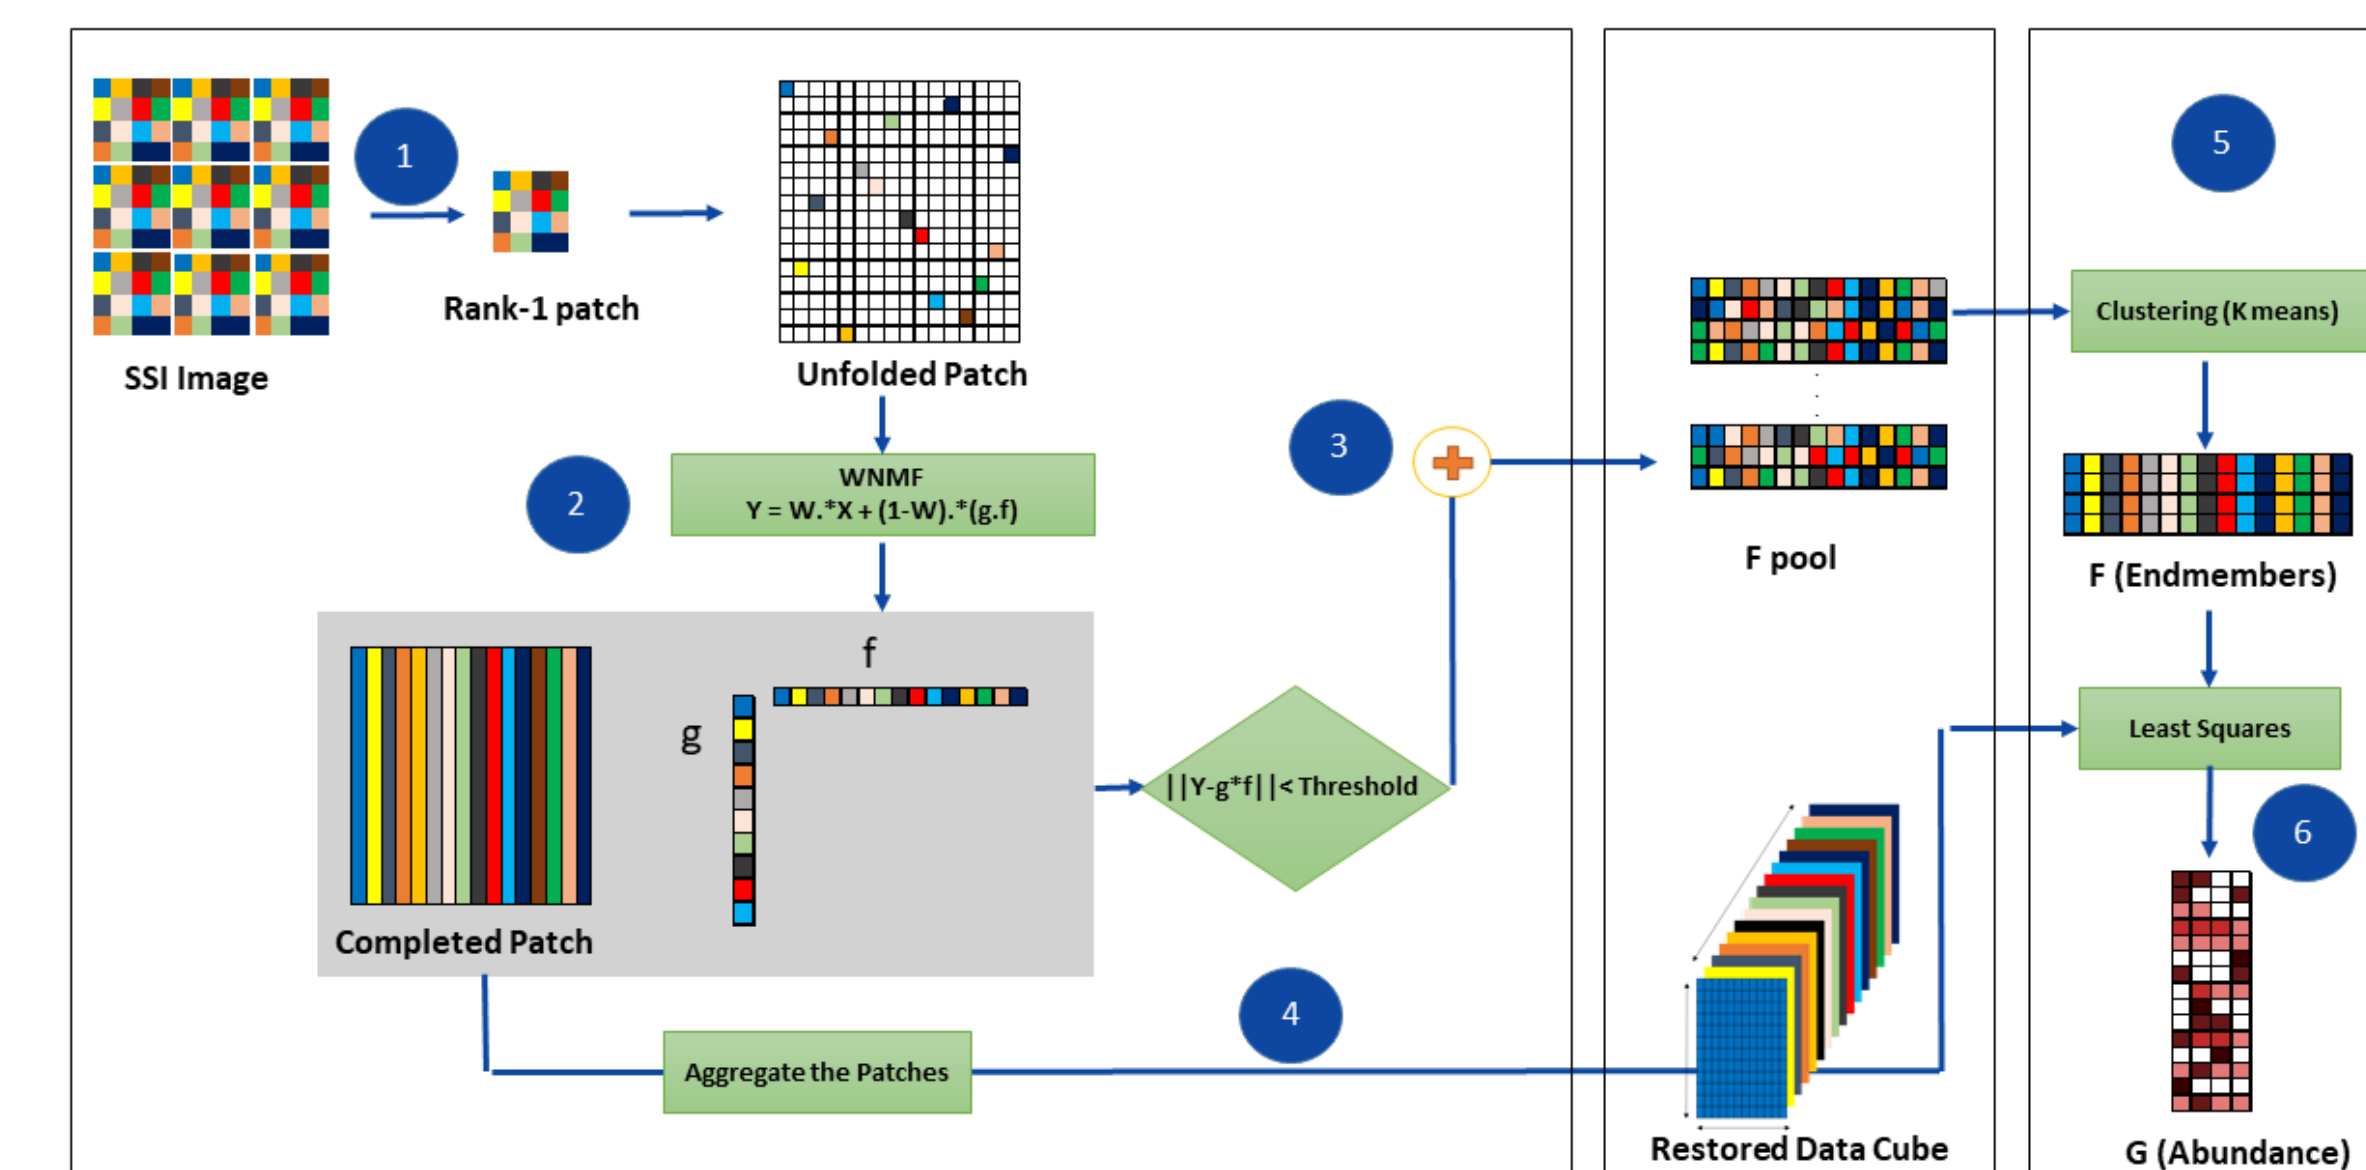 1
SSI Image
Rank-1 patch
Unfolded Patch
2
WNMF
Y = W.*X + (1-W).*(g.f)
f
g
Completed Patch
||Y-g*f||< Threshold
3
4
Aggregate the Patches
F pool
Restored Data Cube
5
Clustering (K means)
F (Endmembers)
Least Squares
6
G (Abundance)